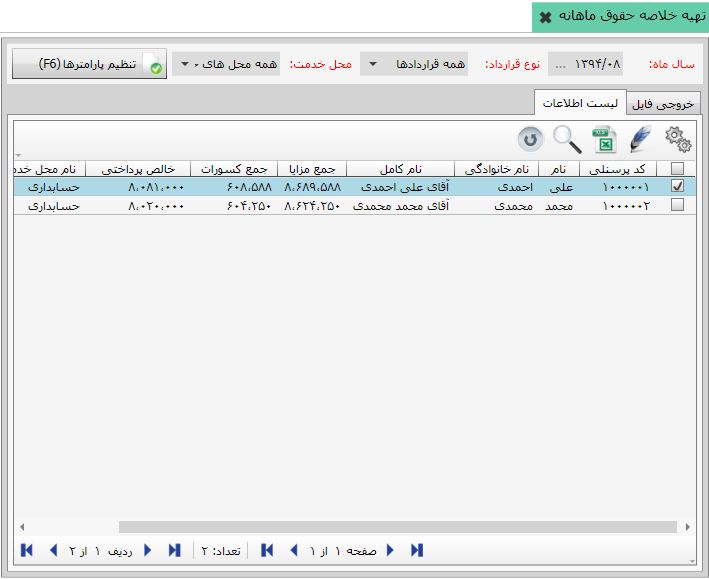 تهیه خلاصه حقوق ماهانه
سال ماه: ۱۳۹۴/۰۸ ... نوع قرارداد: همه قراردادها محل خدمت: همه محل های خ تنظیم پارامترها (F6)
خروجی فایل لیست اطلاعات
XLS
کد پرسنلی نام نام خانوادگی نام کامل جمع مزایا جمع کسورات خالص پرداختی نام محل خدم
۱۰۰۰۰۰۱ علی احمدی آقای علی احمدی ۸،۶۸۹،۵۸۸ ۶۰۸،۵۸۸ ۸،۰۸۱،۰۰۰ حسابداری
۱۰۰۰۰۰۲ محمد محمدی آقای محمد محمدی ۸،۶۲۴،۲۵۰ ۶۰۴،۲۵۰ ۸،۰۲۰،۰۰۰ حسابداری
صفحه ۱ از ۱ تعداد: ۲ ردیف ۱ از ۲